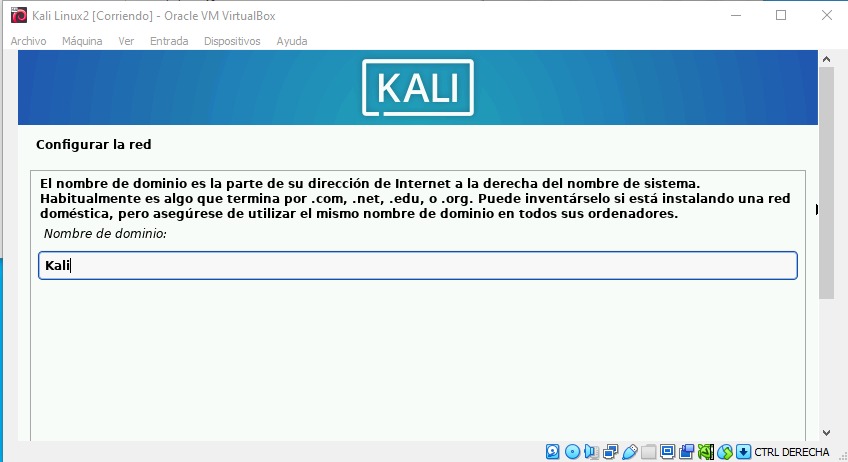 Kali Linux2 [Corriendo] - Oracle VM VirtualBox
Archivo Máquina Ver Entrada Dispositivos Ayuda
KALI
Configurar la red
El nombre de dominio es la parte de su dirección de Internet a la derecha del nombre de sistema.
Habitualmente es algo que termina por .com, .net, .edu, o .org. Puede inventárselo si está instalando una red
doméstica, pero asegúrese de utilizar el mismo nombre de dominio en todos sus ordenadores.
Nombre de dominio:
Kali
CTRL DERECHA